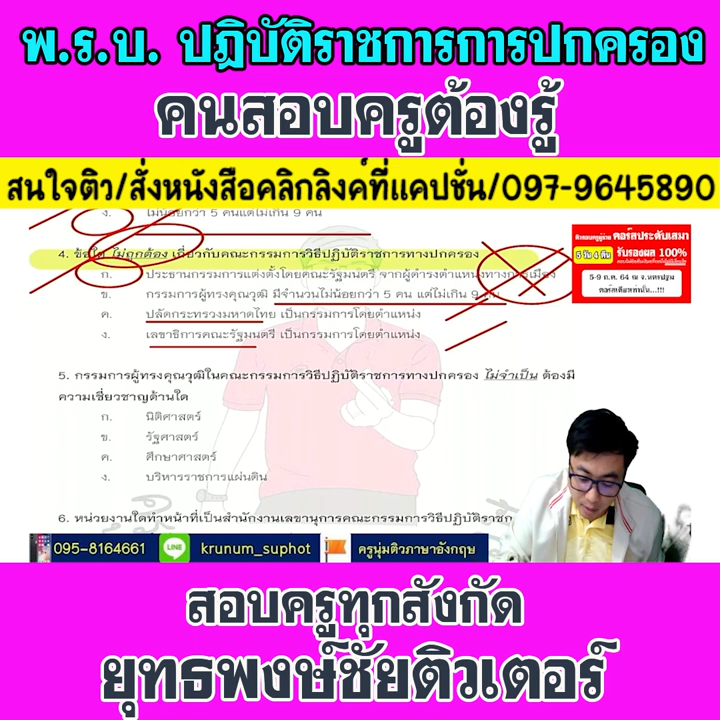 พ.ร.บ. ปฏิบัติราชการการปกครอง
คนสอบครูต้องรู้
สนใจติว/สั่งหนังสือคลิกลิงค์ที่แคปชั่น/097-9645890
ง. ไม่น้อยกว่า 5 คนแต่ไม่เกิน 9 คน
4. ข้อใด ไม่ถูกต้อง เกี่ยวกับคณะกรรมการวิธีปฏิบัติราชการทางปกครอง
ก. ประธานกรรมการแต่งตั้งโดยคณะรัฐมนตรี จากผู้ดำรงตำแหน่งทางการเมือง
ข. กรรมการผู้ทรงคุณวุฒิ มีจำนวนไม่น้อยกว่า 5 คน แต่ไม่เกิน 9 คน
ค. ปลัดกระทรวงมหาดไทย เป็นกรรมการโดยตำแหน่ง
ง. เลขาธิการคณะรัฐมนตรี เป็นกรรมการโดยตำแหน่ง
คอร์สประดับเสมา
5 วัน 4 คืน รับรองผล 100%
5-9 ก.ค. 64 ณ จ.นครปฐม
5. กรรมการผู้ทรงคุณวุฒิในคณะกรรมการวิธีปฏิบัติราชการทางปกครอง ไม่จำเป็น ต้องมี
ความเชี่ยวชาญด้านใด
ก. นิติศาสตร์
ข. รัฐศาสตร์
ค. ศึกษาศาสตร์
ง. บริหารราชการแผ่นดิน
6. หน่วยงานใดทำหน้าที่เป็นสำนักงานเลขานุการคณะกรรมการวิธีปฏิบัติราชก
095-8164661 LINE krunum_suphot ครูนุ่มติวภาษาอังกฤษ
สอบครูทุกสังกัด
ยุทธพงษ์ชัยติวเตอร์